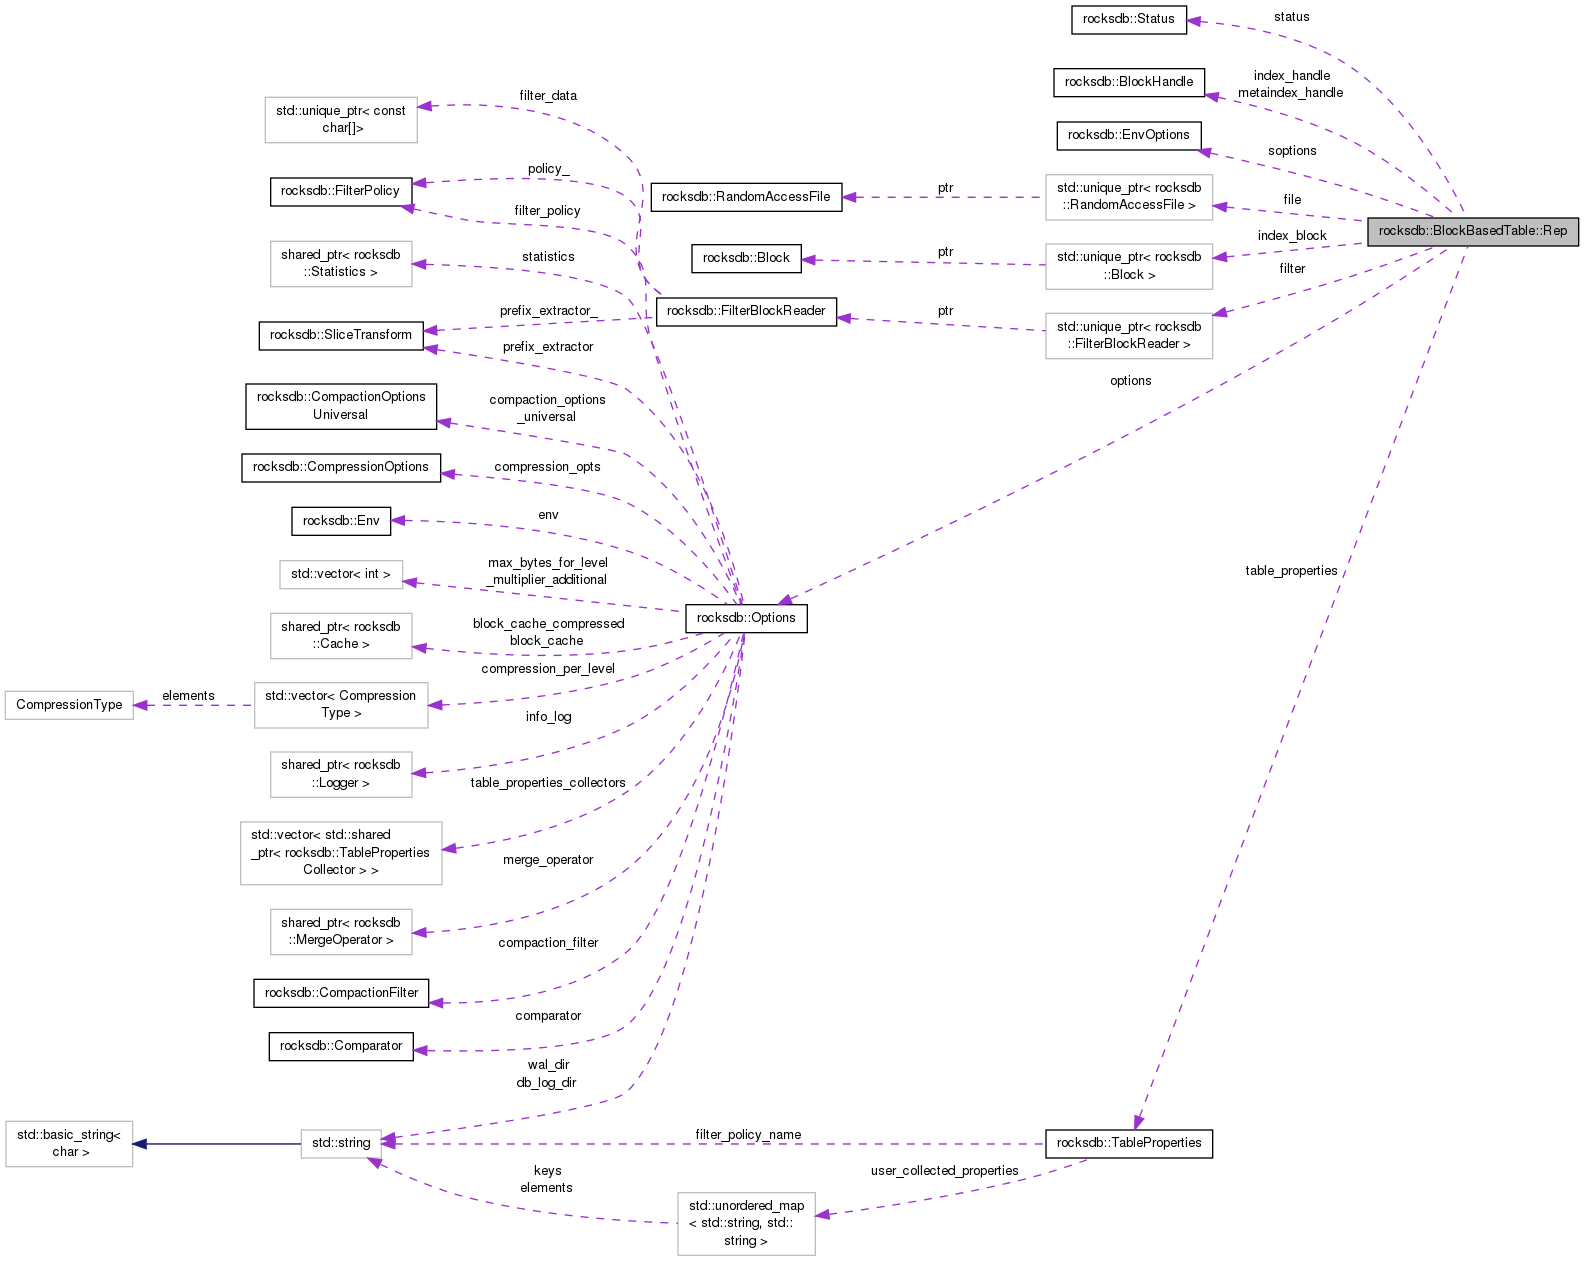 rocksdb::Status
status
rocksdb::BlockHandle
index_handle
metaindex_handle
rocksdb::EnvOptions
soptions
std::unique_ptr< const
char[]>
filter_data
rocksdb::FilterPolicy
policy_
filter_policy
rocksdb::RandomAccessFile
ptr
std::unique_ptr< rocksdb
::RandomAccessFile >
file
rocksdb::BlockBasedTable::Rep
shared_ptr< rocksdb
::Statistics >
statistics
rocksdb::Block
ptr
std::unique_ptr< rocksdb
::Block >
index_block
filter
rocksdb::SliceTransform
prefix_extractor_
prefix_extractor
rocksdb::FilterBlockReader
ptr
std::unique_ptr< rocksdb
::FilterBlockReader >
options
rocksdb::CompactionOptions
Universal
compaction_options
_universal
rocksdb::CompressionOptions
compression_opts
rocksdb::Env
env
std::vector< int >
max_bytes_for_level
_multiplier_additional
table_properties
rocksdb::Options
shared_ptr< rocksdb
::Cache >
block_cache_compressed
block_cache
compression_per_level
CompressionType
elements
std::vector< Compression
Type >
info_log
shared_ptr< rocksdb
::Logger >
table_properties_collectors
std::vector< std::shared
_ptr< rocksdb::TableProperties
Collector > >
merge_operator
shared_ptr< rocksdb
::MergeOperator >
compaction_filter
rocksdb::CompactionFilter
comparator
rocksdb::Comparator
wal_dir
db_log_dir
std::basic_string<
char >
std::string
filter_policy_name
rocksdb::TableProperties
keys
elements
user_collected_properties
std::unordered_map
< std::string, std::
string >